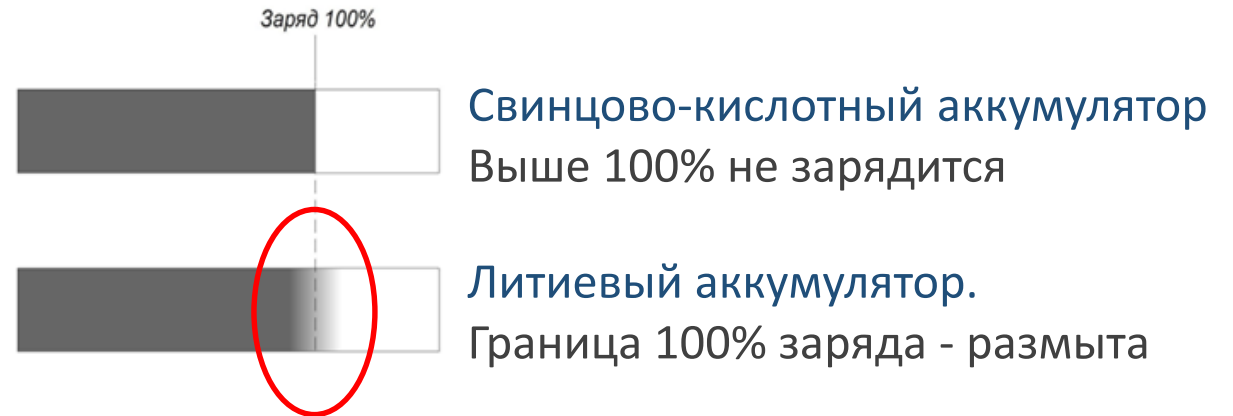 Заряд 100%
Свинцово-кислотный аккумулятор
Выше 100% не зарядится
Литиевый аккумулятор.
Граница 100% заряда - размыта